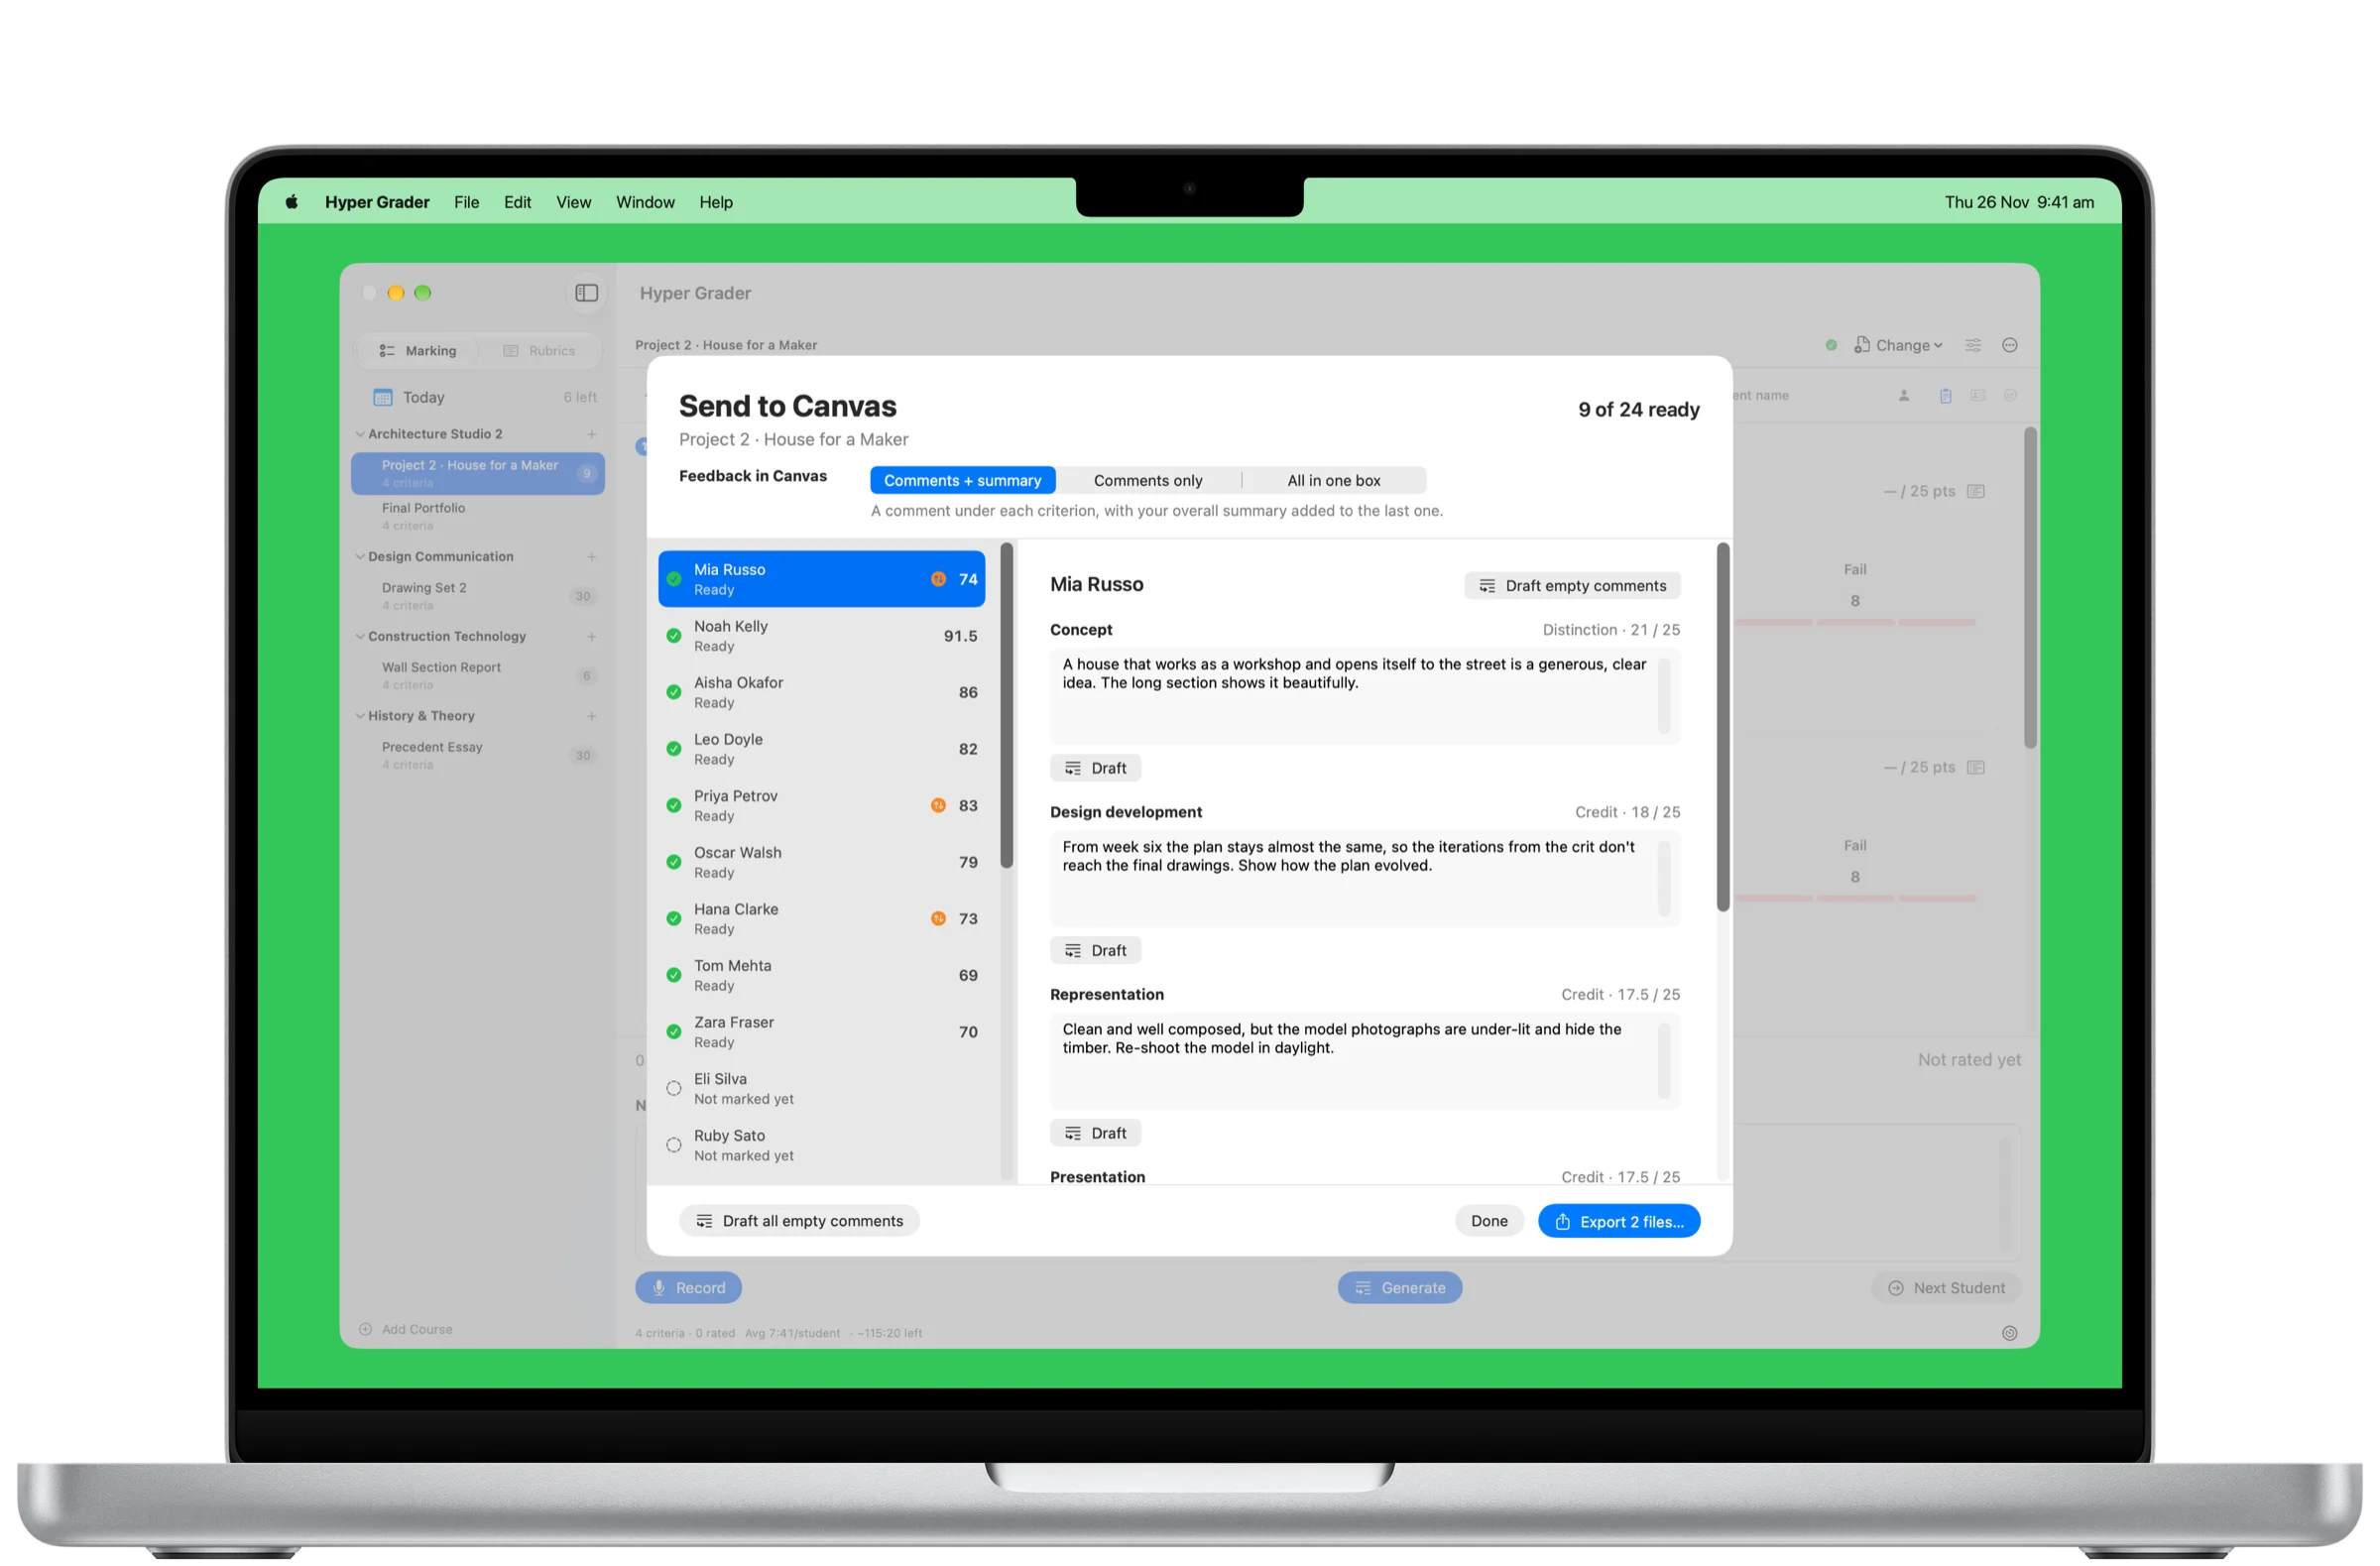 Hyper Grader File Edit View Window Help
Thu 26 Nov 9:41 am
Hyper Grader
Marking Rubrics
Project 2 · House for a Maker
Change
Today 6 left
Architecture Studio 2
Project 2 · House for a Maker 9
4 criteria
Final Portfolio
4 criteria
Design Communication
Drawing Set 2 30
4 criteria
Construction Technology
Wall Section Report 6
4 criteria
History & Theory
Precedent Essay 30
4 criteria
Add Course
Send to Canvas
9 of 24 ready
Project 2 · House for a Maker
Feedback in Canvas
Comments + summary Comments only All in one box
A comment under each criterion, with your overall summary added to the last one.
Mia Russo 74
Ready
Noah Kelly 91.5
Ready
Aisha Okafor 86
Ready
Leo Doyle 82
Ready
Priya Petrov 83
Ready
Oscar Walsh 79
Ready
Hana Clarke 73
Ready
Tom Mehta 69
Ready
Zara Fraser 70
Ready
Eli Silva
Not marked yet
Ruby Sato
Not marked yet
Mia Russo
Draft empty comments
Concept Distinction · 21 / 25
A house that works as a workshop and opens itself to the street is a generous, clear
idea. The long section shows it beautifully.
Draft
Design development Credit · 18 / 25
From week six the plan stays almost the same, so the iterations from the crit don't
reach the final drawings. Show how the plan evolved.
Draft
Representation Credit · 17.5 / 25
Clean and well composed, but the model photographs are under-lit and hide the
timber. Re-shoot the model in daylight.
Draft
Presentation Credit · 17.5 / 25
Draft all empty comments
Done
Export 2 files...
ent name
— / 25 pts
Fail
8
— / 25 pts
Fail
8
0
Not rated yet
N
Record
Generate
Next Student
4 criteria · 0 rated Avg 7:41/student · ~115:20 left